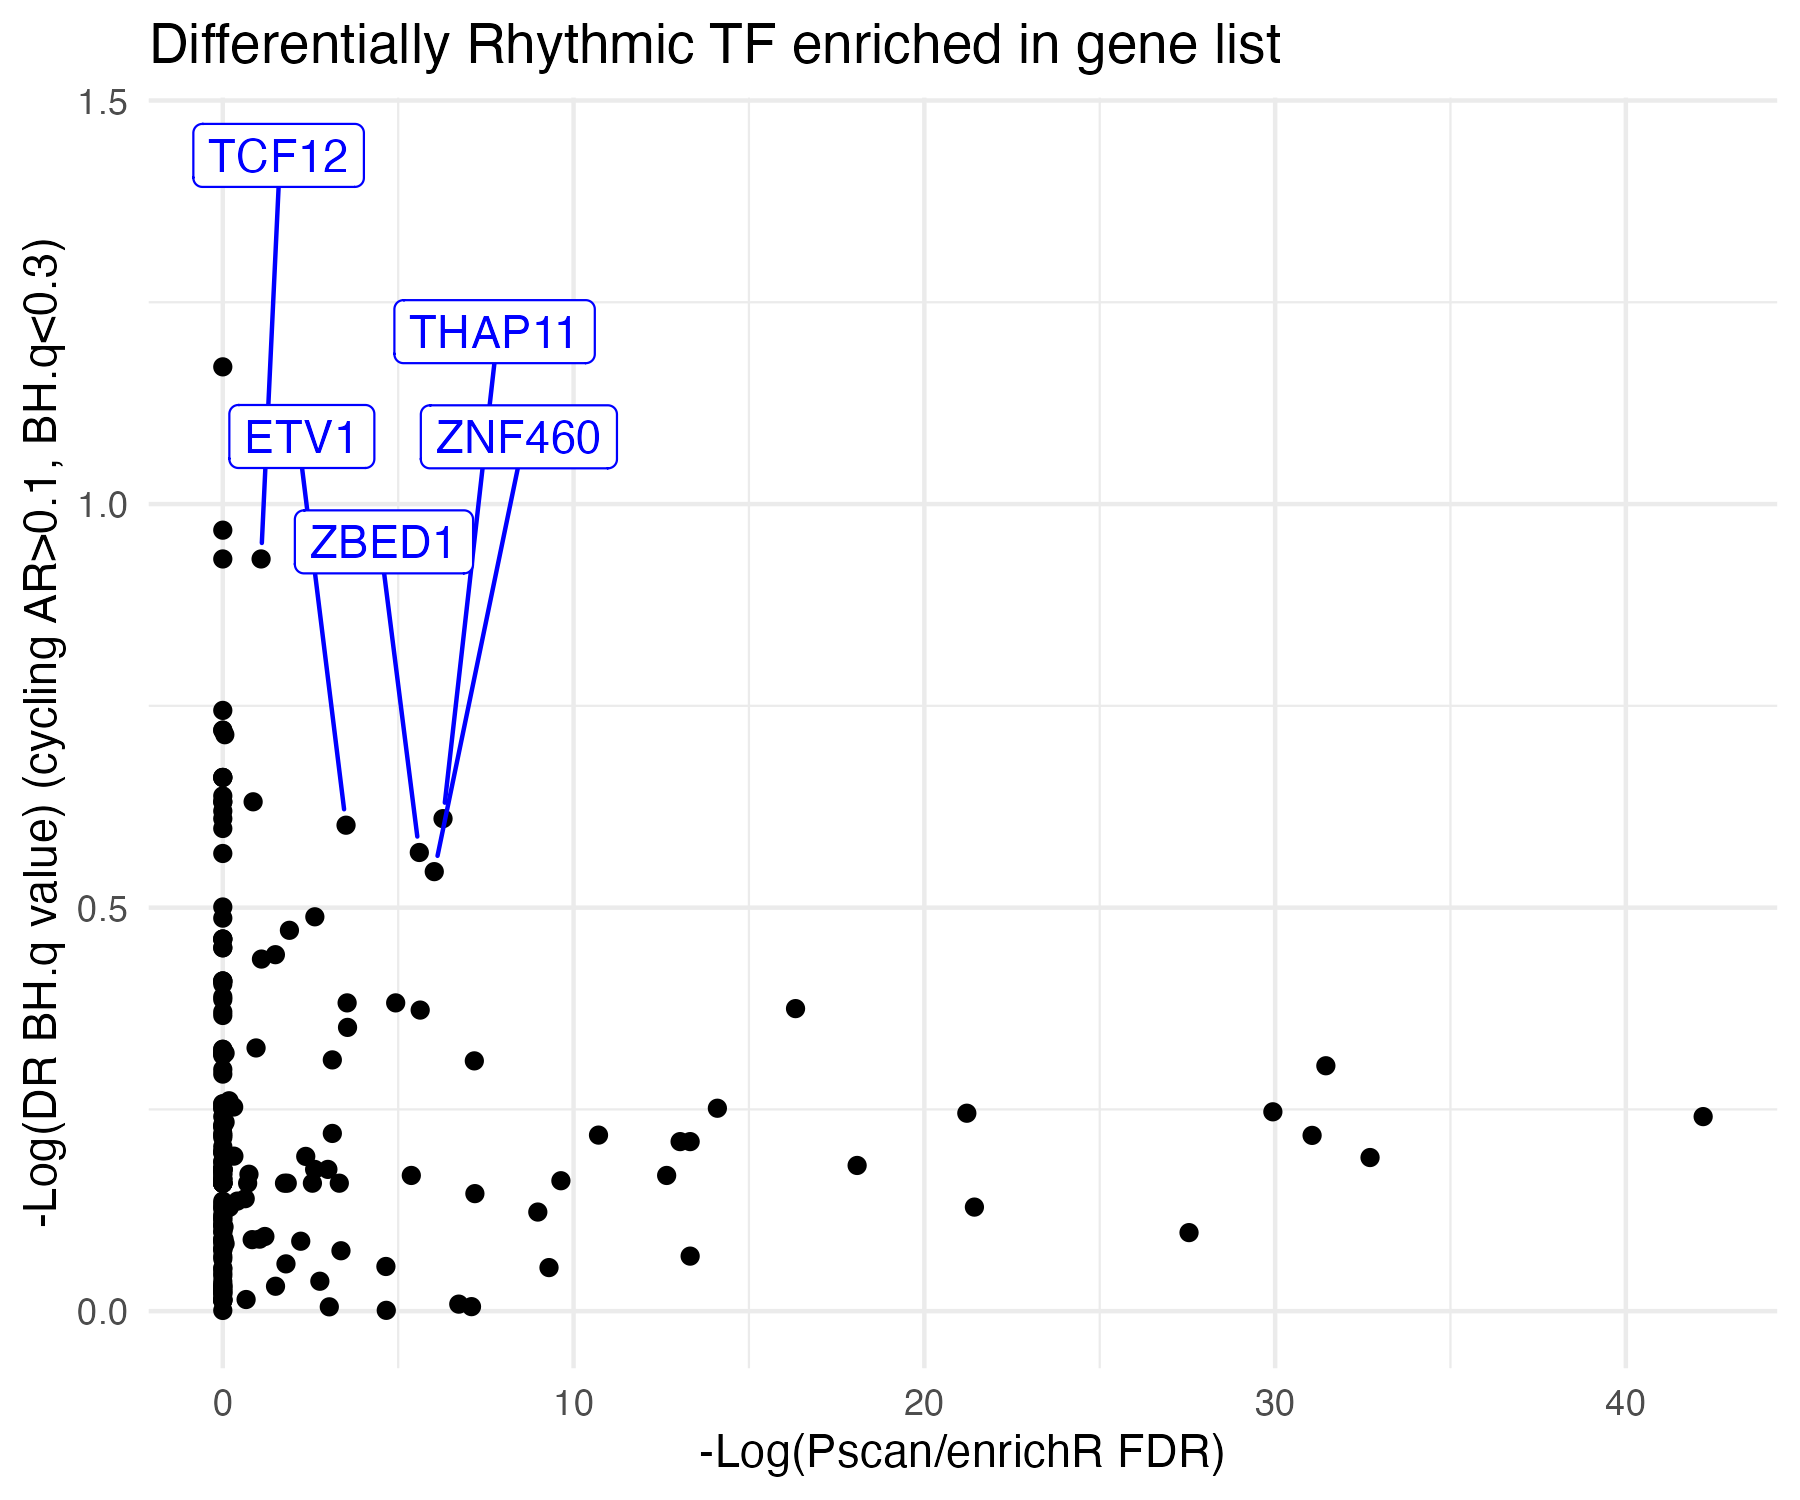 Differentially Rhythmic TF enriched in gene list
-Log(DR BH.q value) (cycling AR>0.1, BH.q<0.3)
1.5
1.0
0.5
0.0
TCF12
THAP11
ETV1
ZNF460
ZBED1
0
10
20
30
40
-Log(Pscan/enrichR FDR)